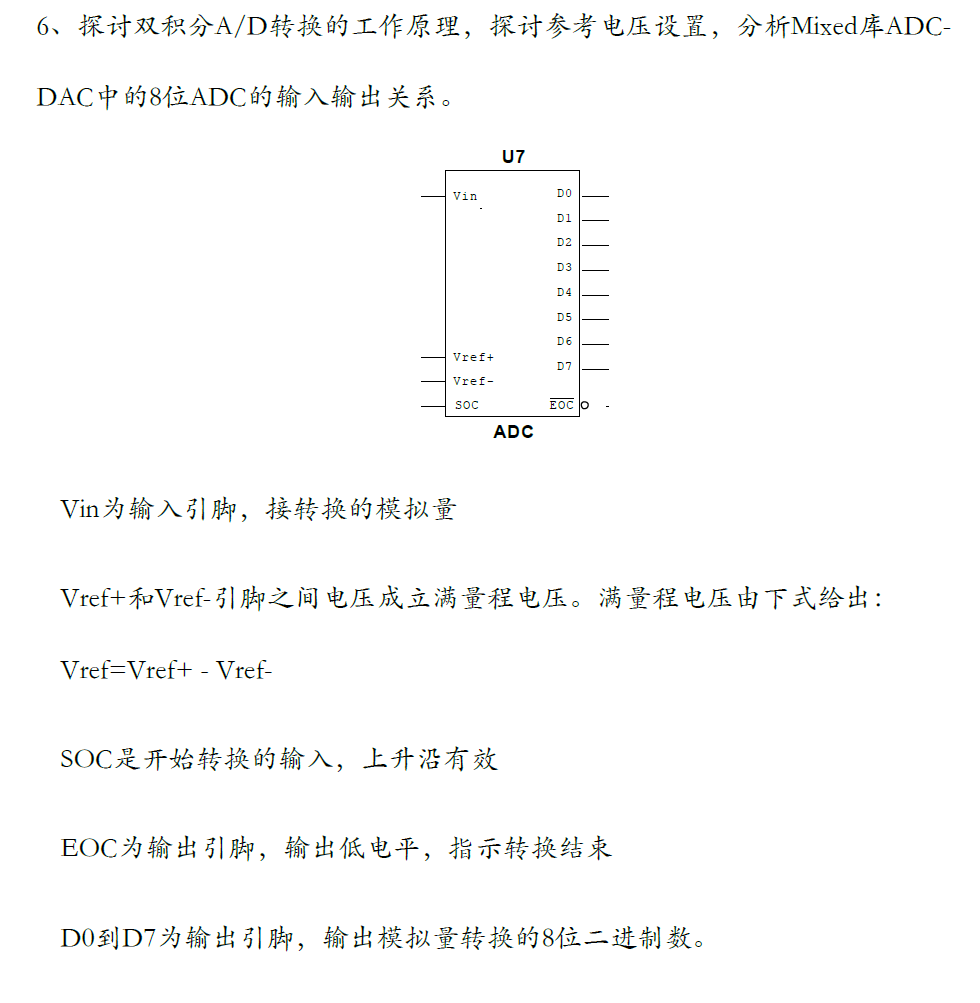 6、探讨双积分A/D转换的工作原理，探讨参考电压设置，分析Mixed库ADC-
DAC中的8位ADC的输入输出关系。
U7
Vin
D0
D1
D2
D3
D4
D5
D6
D7
Vref+
Vref-
SOC
EOC
ADC
Vin为输入引脚，接转换的模拟量
Vref+和Vref-引脚之间电压成立满量程电压。满量程电压由下式给出：
Vref=Vref+ - Vref-
SOC是开始转换的输入，上升沿有效
EOC为输出引脚，输出低电平，指示转换结束
D0到D7为输出引脚，输出模拟量转换的8位二进制数。